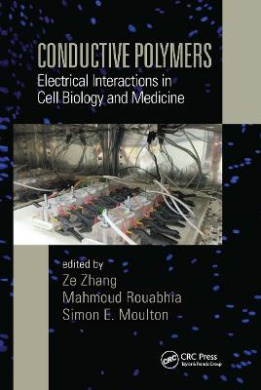 CONDUCTIVE POLYMERS
Electrical Interactions in
Cell Biology and Medicine
edited by
Ze Zhang
Mahmoud Rouabhia
Simon E. Moulton
CRC Press
Taylor & Francis Group